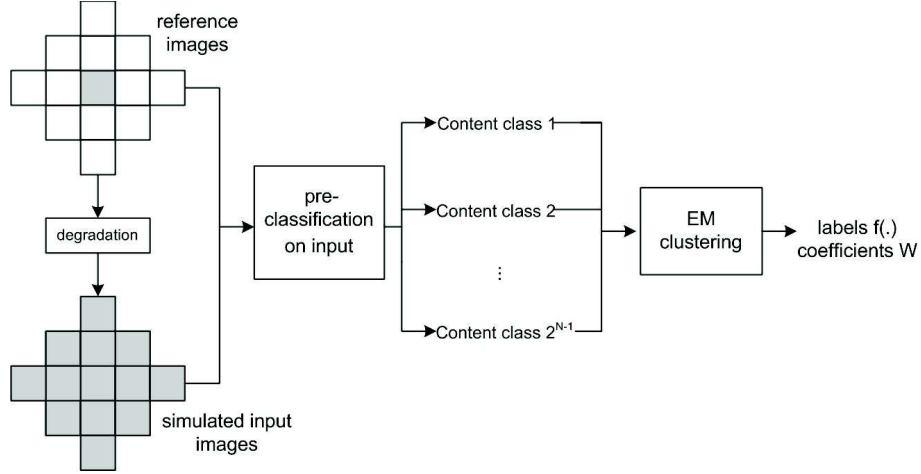 reference
images
degradation
simulated input
images
pre-
classification
on input
Content class 1
Content class 2
⋮
Content class 2^{N-1}
EM
clustering
labels f(.)
coefficients W